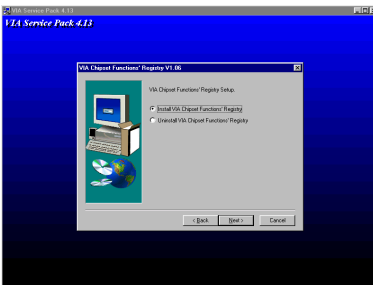 VIA Service Pack 4.13
VIA Service Pack 4.13
VIA Chipset Functions' Registry V1.06
VIA Chipset Functions' Registry Setup.
Install VIA Chipset Functions' Registry
Uninstall VIA Chipset Functions' Registry
< Back
Next >
Cancel